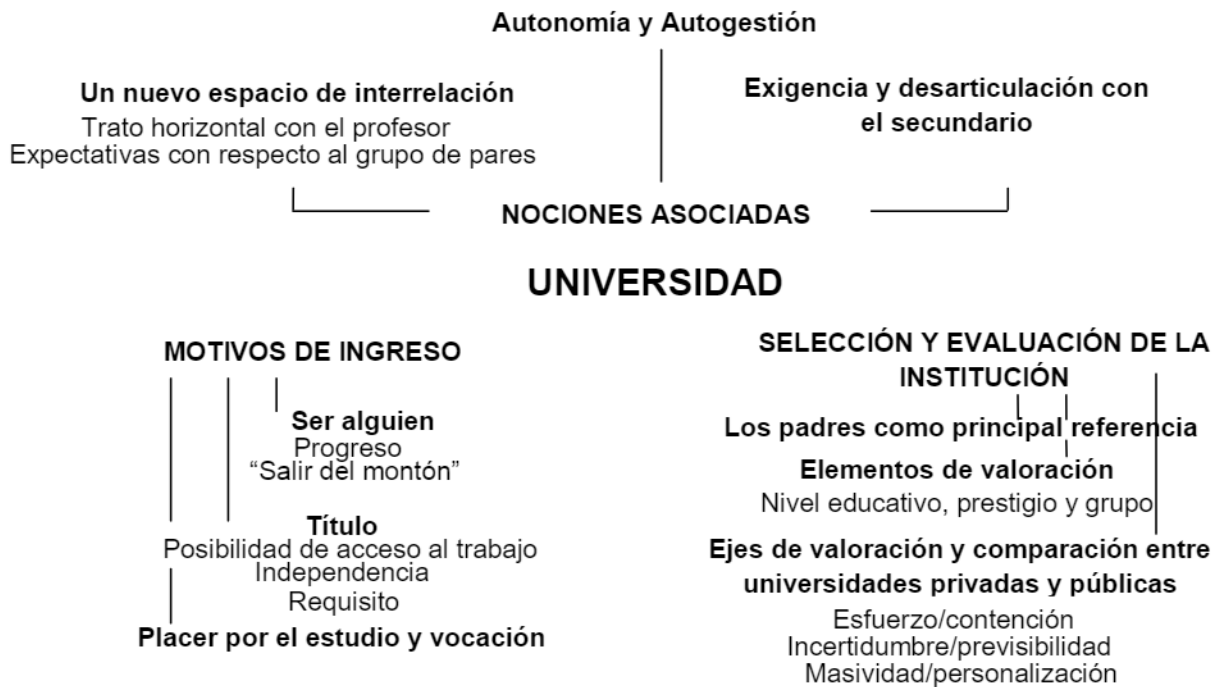 Autonomía y Autogestión
Un nuevo espacio de interrelación
Trato horizontal con el profesor
Expectativas con respecto al grupo de pares
Exigencia y desarticulación con
el secundario
NOCIONES ASOCIADAS
UNIVERSIDAD
MOTIVOS DE INGRESO
Ser alguien
Progreso
“Salir del montón”
Título
Posibilidad de acceso al trabajo
Independencia
Requisito
Placer por el estudio y vocación
SELECCIÓN Y EVALUACIÓN DE LA
INSTITUCIÓN
Los padres como principal referencia
Elementos de valoración
Nivel educativo, prestigio y grupo
Ejes de valoración y comparación entre
universidades privadas y públicas
Esfuerzo/contención
Incertidumbre/previsibilidad
Masividad/personalización